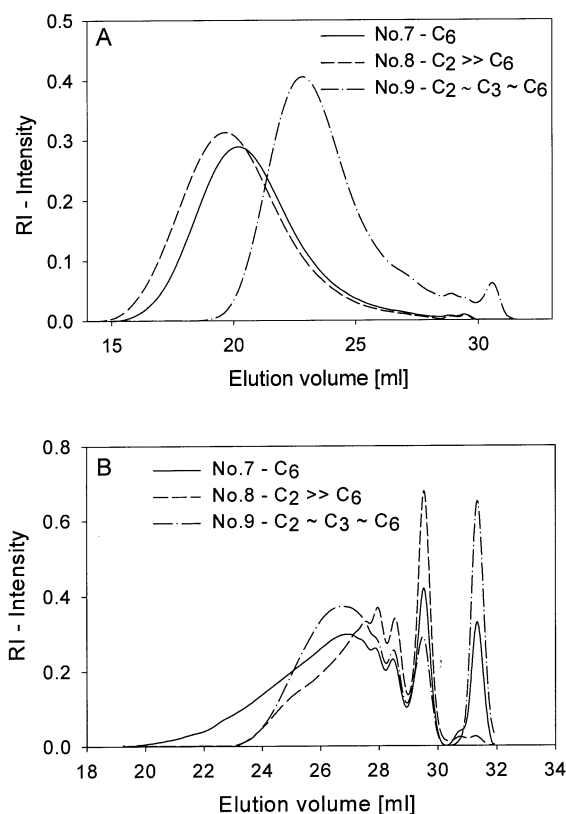 A
No.7 - C6
No.8 - C2 >> C6
No.9 - C2 ~ C3 ~ C6
0.5
0.4
0.3
0.2
0.1
0.0
RI - Intensity
15 20 25 30
Elution volume [ml]
B
No.7 - C6
No.8 - C2 >> C6
No.9 - C2 ~ C3 ~ C6
0.8
0.6
0.4
0.2
0.0
RI - Intensity
18 20 22 24 26 28 30 32 34
Elution volume [ml]